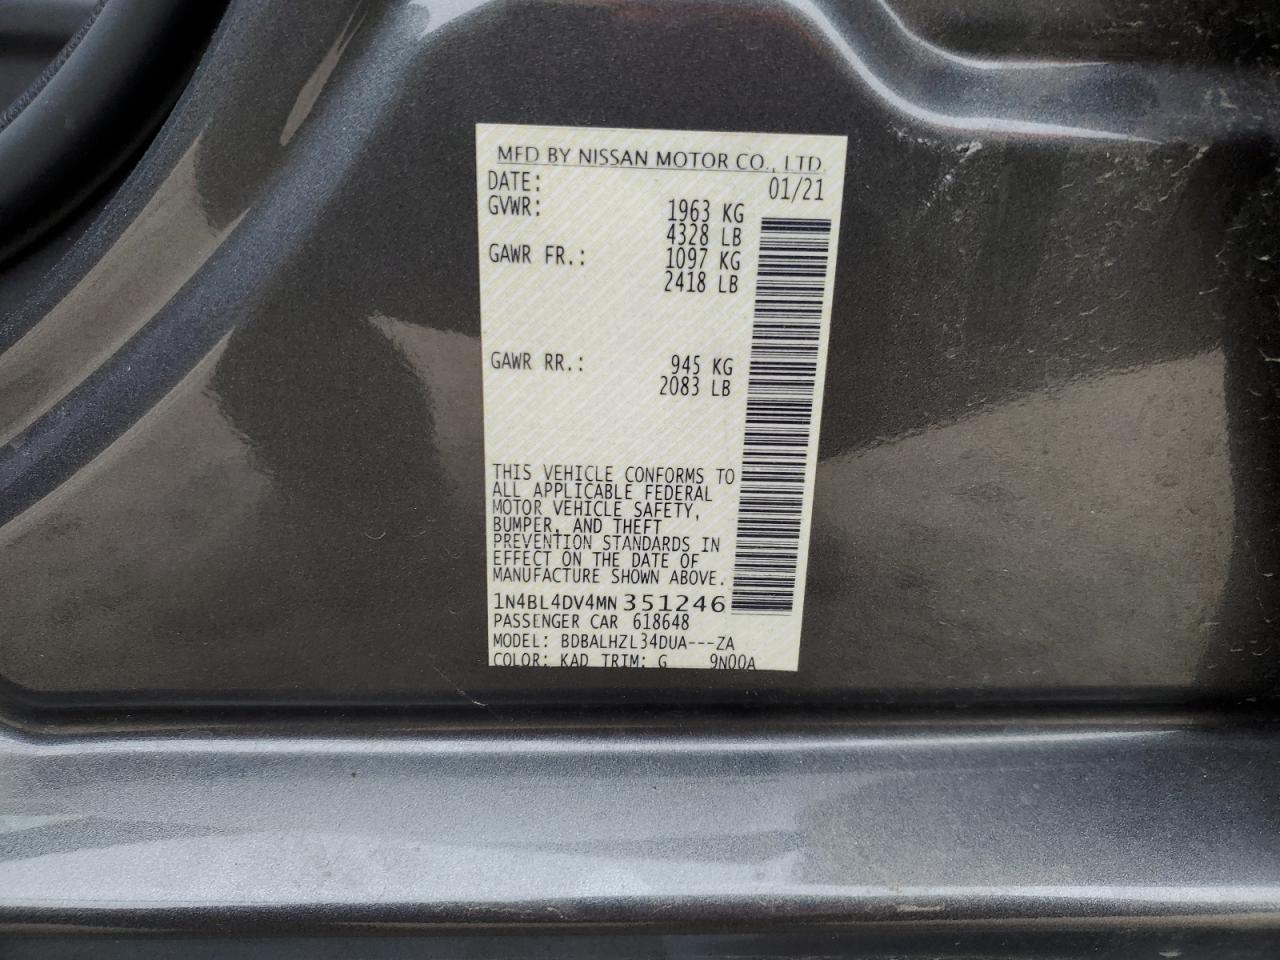 MFD BY NISSAN MOTOR CO., LTD.
DATE: 01/21
GVWR: 1963 KG
4328 LB
GAWR FR.: 1097 KG
2418 LB
GAWR RR.: 945 KG
2083 LB
THIS VEHICLE CONFORMS TO
ALL APPLICABLE FEDERAL
MOTOR VEHICLE SAFETY,
BUMPER, AND THEFT
PREVENTION STANDARDS IN
EFFECT ON THE DATE OF
MANUFACTURE SHOWN ABOVE.
1N4BL4DV4MN351246
PASSENGER CAR 618648
MODEL: BDBALHZL34DUA---ZA
COLOR: KAD TRIM: G 9N00A